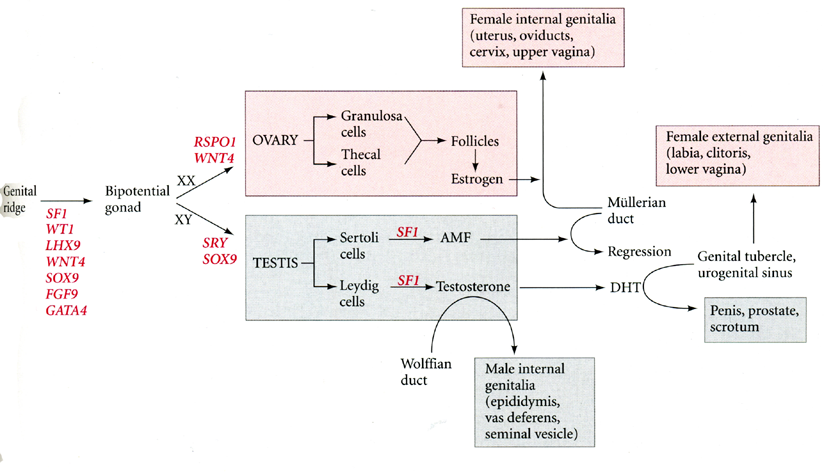 Female internal genitalia
(uterus, oviducts,
cervix, upper vagina)
Genital
ridge
SF1
WT1
LHX9
WNT4
SOX9
FGF9
GATA4
Bipotential
gonad
XX
XY
RSPO1
WNT4
SRY
SOX9
OVARY
Granulosa
cells
Thecal
cells
Follicles
Estrogen
TESTIS
Sertoli
cells
SF1
AMF
Leydig
cells
SF1
Testosterone
Wolffian
duct
Male internal
genitalia
(epididymis,
vas deferens,
seminal vesicle)
Müllerian
duct
Regression
DHT
Female external genitalia
(labia, clitoris,
lower vagina)
Genital tubercle,
urogenital sinus
Penis, prostate,
scrotum